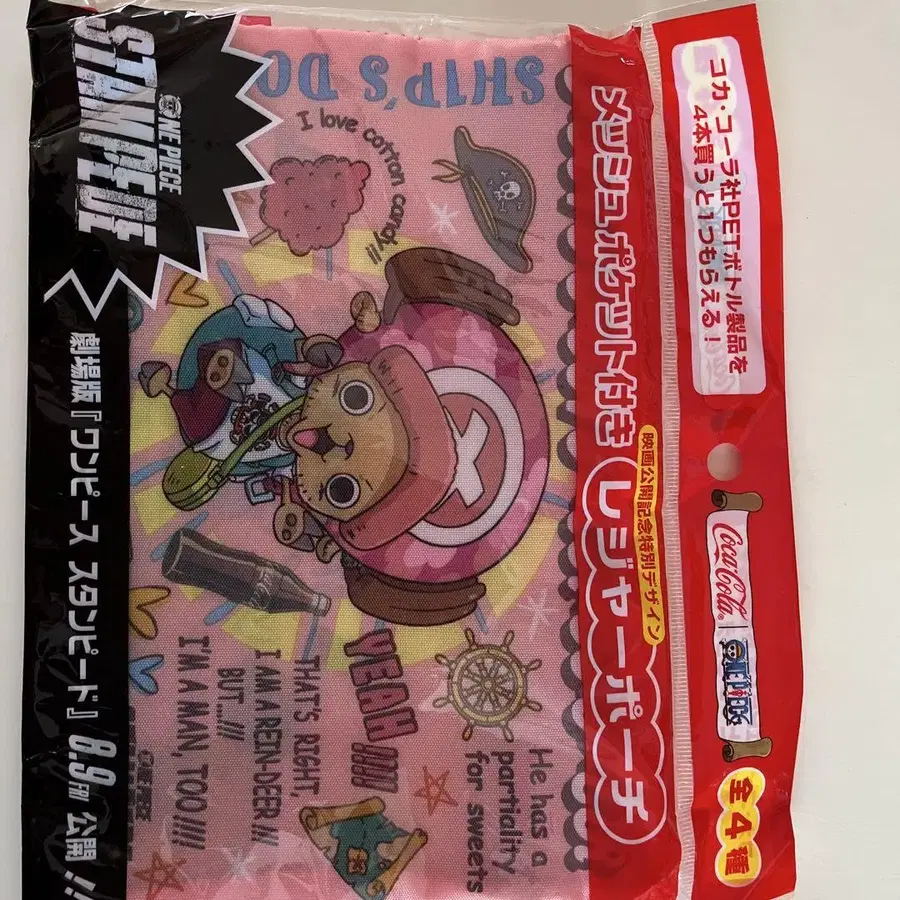 コカ・コーラ社PETボトル製品を
4本買うと1つもらえる!
Coca-Cola
ONE PIECE
全4種
メッシュポケット付き
映画公開記念特別デザイン
レジャーポーチ
SHIP'S DO
I love cotton candy!!
YEAH!!!!
THAT'S RIGHT,
I AM A REIN-DEER!!
BUT...!!!
I'M A MAN, TOO!!!!
He has a
partiality
for sweets
ONE PIECE
STAMPEDE
劇場版『ワンピース スタンピード』 8.9 公開!!